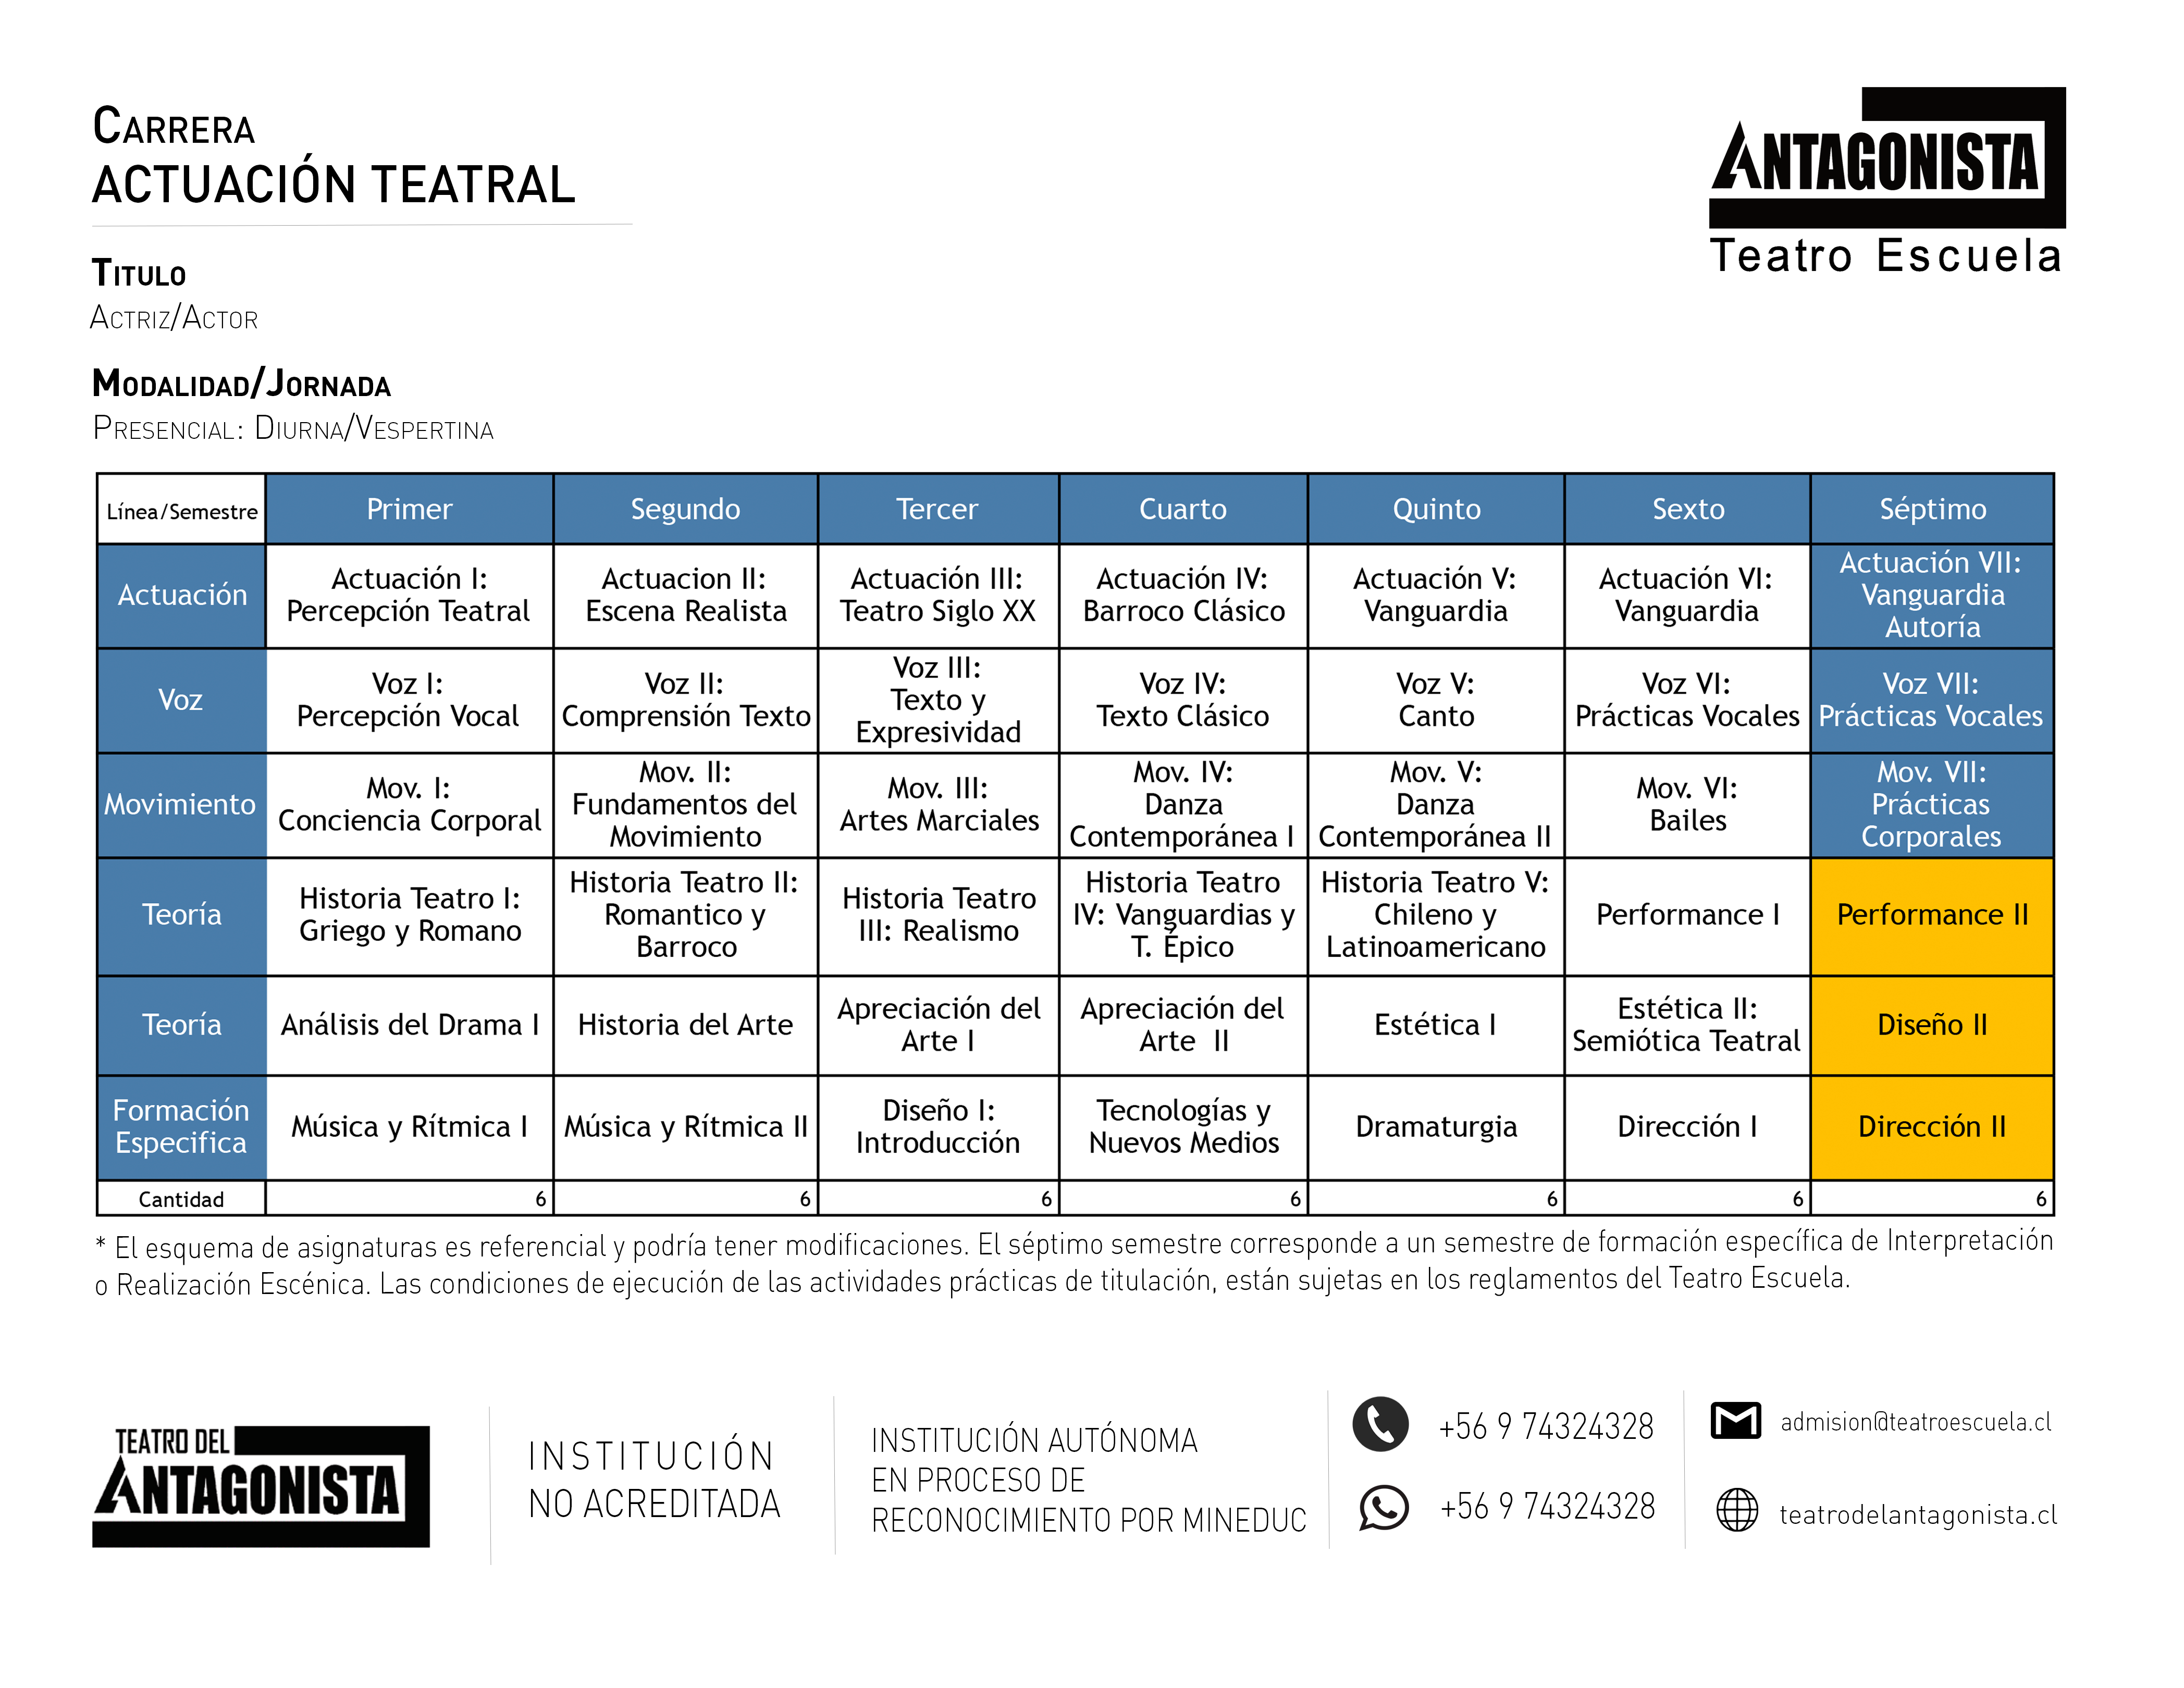 CARRERA
ACTUACIÓN TEATRAL
ANTAGONISTA
Teatro Escuela
TITULO
ACTRIZ/ACTOR
MODALIDAD/JORNADA
PRESENCIAL: DIURNA/VESPERTINA
Línea/Semestre Primer Segundo Tercer Cuarto Quinto Sexto Séptimo
Actuación
Actuación I:
Percepción Teatral
Actuacion II:
Escena Realista
Actuación III:
Teatro Siglo XX
Actuación IV:
Barroco Clásico
Actuación V:
Vanguardia
Actuación VI:
Vanguardia
Actuación VII:
Vanguardia
Autoría
Voz
Voz I:
Percepción Vocal
Voz II:
Comprensión Texto
Voz III:
Texto y
Expresividad
Voz IV:
Texto Clásico
Voz V:
Canto
Voz VI:
Prácticas Vocales
Voz VII:
Prácticas Vocales
Movimiento
Mov. I:
Conciencia Corporal
Mov. II:
Fundamentos del
Movimiento
Mov. III:
Artes Marciales
Mov. IV:
Danza
Contemporánea I
Mov. V:
Danza
Contemporánea II
Mov. VI:
Bailes
Mov. VII:
Prácticas
Corporales
Teoría
Historia Teatro I:
Griego y Romano
Historia Teatro II:
Romantico y
Barroco
Historia Teatro
III: Realismo
Historia Teatro
IV: Vanguardias y
T. Épico
Historia Teatro V:
Chileno y
Latinoamericano
Performance I
Performance II
Teoría
Análisis del Drama I
Historia del Arte
Apreciación del
Arte I
Apreciación del
Arte II
Estética I
Estética II:
Semiótica Teatral
Diseño II
Formación
Especifica
Música y Rítmica I
Música y Rítmica II
Diseño I:
Introducción
Tecnologías y
Nuevos Medios
Dramaturgia
Dirección I
Dirección II
Cantidad 6 6 6 6 6 6 6
* El esquema de asignaturas es referencial y podría tener modificaciones. El séptimo semestre corresponde a un semestre de formación específica de Interpretación
o Realización Escénica. Las condiciones de ejecución de las actividades prácticas de titulación, están sujetas en los reglamentos del Teatro Escuela.
TEATRO DEL
ANTAGONISTA
INSTITUCIÓN
NO ACREDITADA
INSTITUCIÓN AUTÓNOMA
EN PROCESO DE
RECONOCIMIENTO POR MINEDUC
+56 9 74324328
+56 9 74324328
admision@teatroescuela.cl
teatrodelantagonista.cl